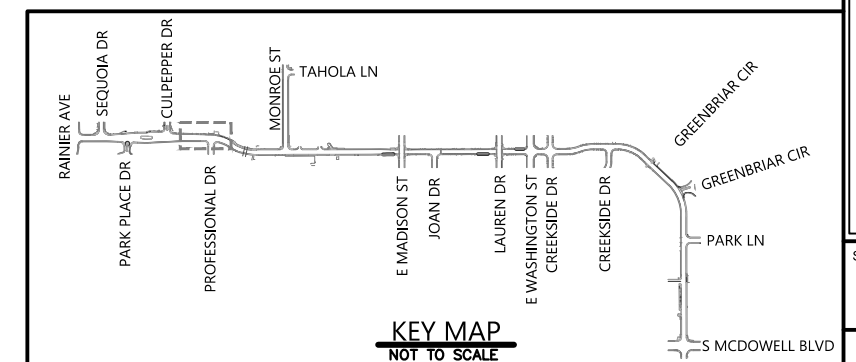 RAINIER AVE
SEQUOIA DR
PARK PLACE DR
CULPEPPER DR
PROFESSIONAL DR
MONROE ST
TAHOLA LN
E MADISON ST
JOAN DR
LAUREN DR
E WASHINGTON ST
CREEKSIDE DR
CREEKSIDE DR
GREENBRIAR CIR
GREENBRIAR CIR
PARK LN
S MCDOWELL BLVD
KEY MAP
NOT TO SCALE